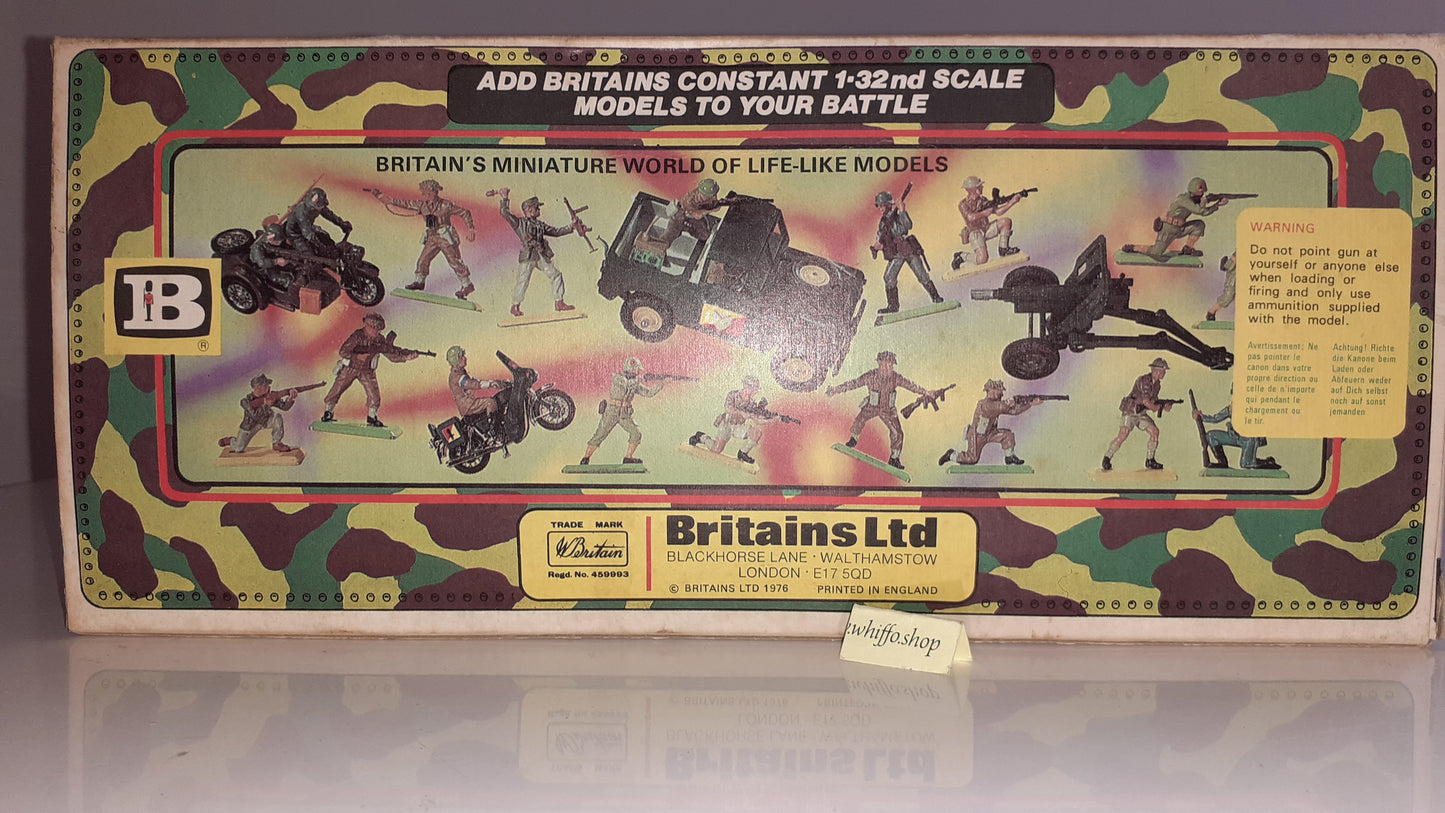 ADD BRITAINS CONSTANT 1·32nd SCALE
MODELS TO YOUR BATTLE
BRITAIN'S MINIATURE WORLD OF LIFE-LIKE MODELS
B
®
WARNING
Do not point gun at
yourself or anyone else
when loading or
firing and only use
ammunition supplied
with the model.
Avertissement; Ne
pas pointer le
canon dans votre
propre direction ou
celle de n'importe
qui pendant le
chargement ou
le tir.
Achtung! Richte
die Kanone beim
Laden oder
Abfeuern weder
auf Dich selbst
noch auf sonst
jemanden
TRADE MARK
W. Britain
Regd. No. 459993
Britains Ltd
BLACKHORSE LANE · WALTHAMSTOW
LONDON · E17 5QD
© BRITAINS LTD 1976 PRINTED IN ENGLAND
.whiffo.shop